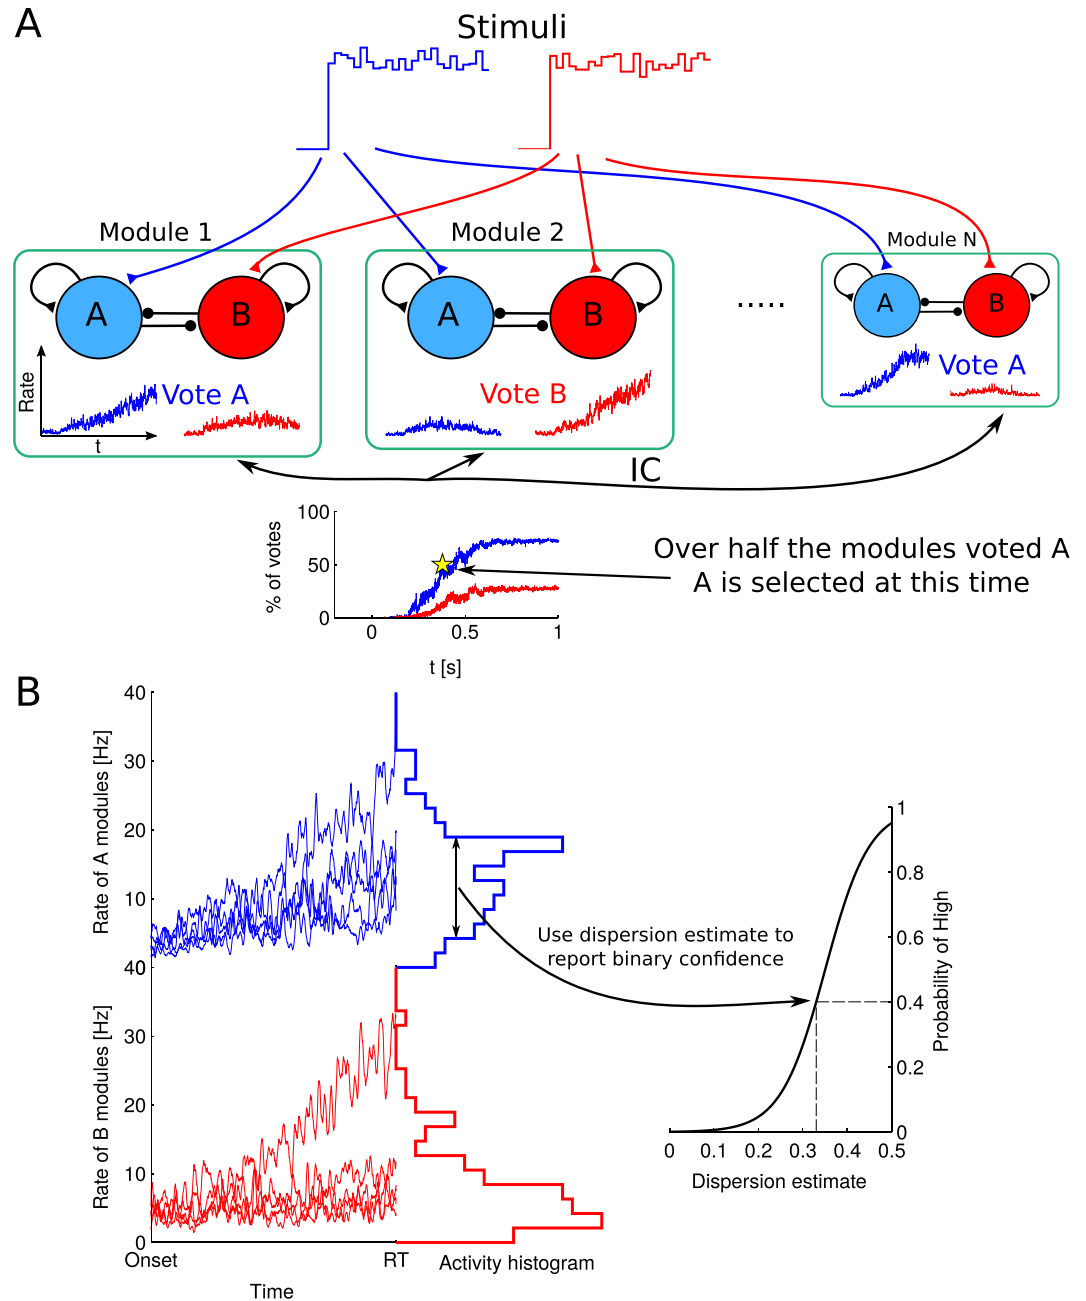 A
Stimuli
Module 1
Module 2
Module N
A
B
A
B
.....
A
B
Rate
t
Vote A
Vote B
Vote A
IC
% of votes
100
50
0
0
0.5
1
t [s]
Over half the modules voted A
A is selected at this time
B
Rate of A modules [Hz]
40
30
20
10
40
Use dispersion estimate to
report binary confidence
Rate of B modules [Hz]
30
20
10
0
Onset
RT
Time
Activity histogram
1
0.8
0.6
0.4
0.2
0
Probability of High
0
0.1
0.2
0.3
0.4
0.5
Dispersion estimate